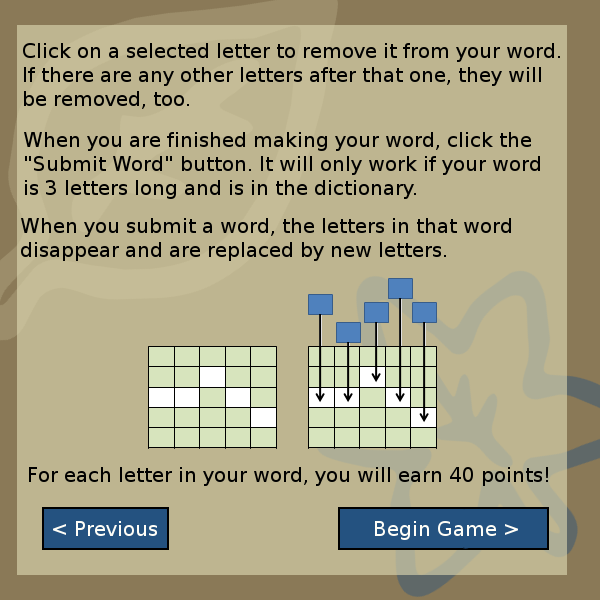 Click on a selected letter to remove it from your word.
If there are any other letters after that one, they will
be removed, too.
When you are finished making your word, click the
"Submit Word" button. It will only work if your word
is 3 letters long and is in the dictionary.
When you submit a word, the letters in that word
disappear and are replaced by new letters.
For each letter in your word, you will earn 40 points!
< Previous
Begin Game >